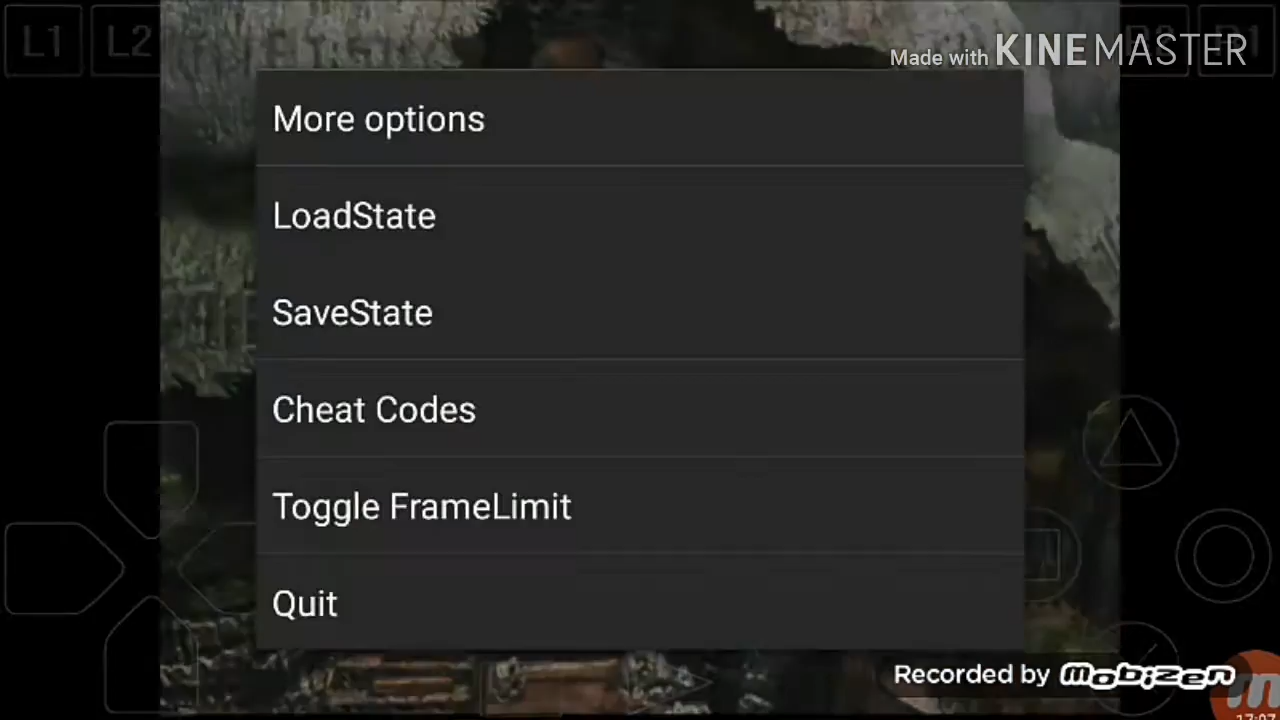 L1 L2
Made with KINEMASTER
More options
LoadState
SaveState
Cheat Codes
Toggle FrameLimit
Quit
Recorded by mobizen